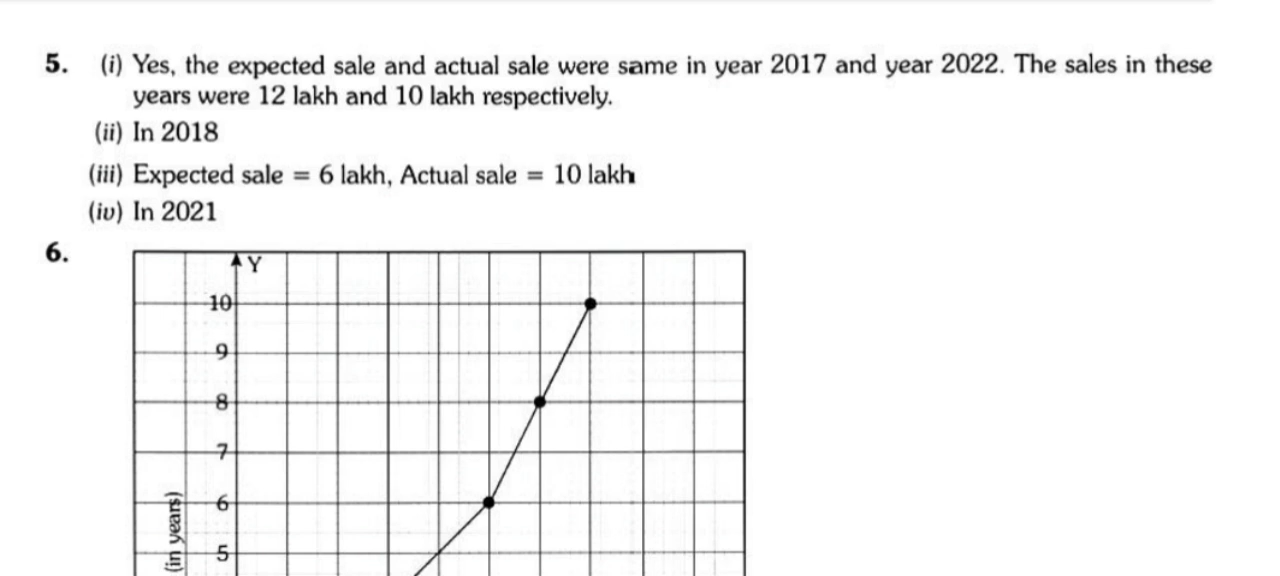 5. (i) Yes, the expected sale and actual sale were same in year 2017 and year 2022. The sales in these
years were 12 lakh and 10 lakh respectively.
(ii) In 2018
(iii) Expected sale = 6 lakh, Actual sale = 10 lakh
(iv) In 2021
6.
Y
10
9
8
7
6
5
(in years)